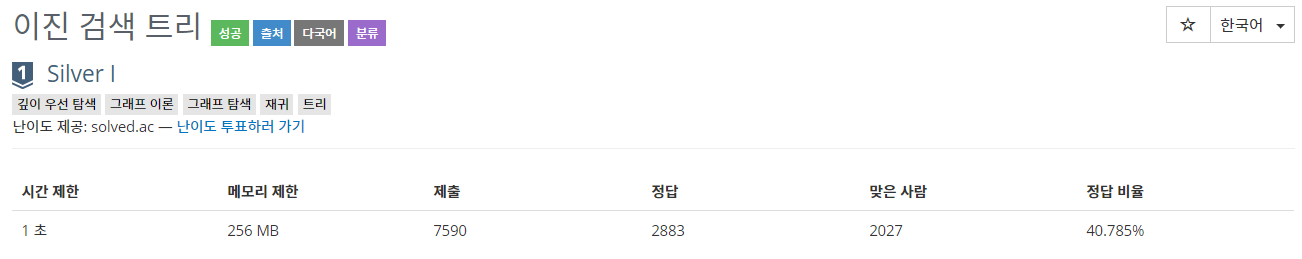 이진 검색 트리 성공 출처 다국어 분류
☆ 한국어
1 Silver I
깊이 우선 탐색 그래프 이론 그래프 탐색 재귀 트리
난이도 제공: solved.ac — 난이도 투표하러 가기
시간 제한 메모리 제한 제출 정답 맞은 사람 정답 비율
1 초 256 MB 7590 2883 2027 40.785%